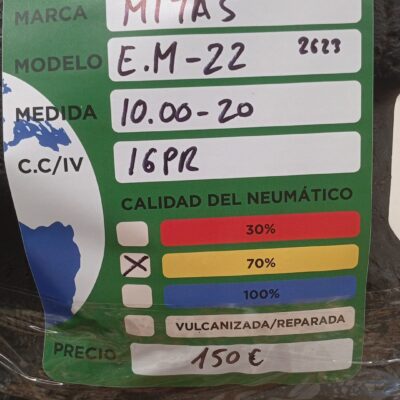 MARCA MITAS
MODELO E.M-22 2623
MEDIDA 10.00-20
C.C/IV 16PR
CALIDAD DEL NEUMÁTICO
30%
X 70%
100%
VULCANIZADA/REPARADA
PRECIO 150€